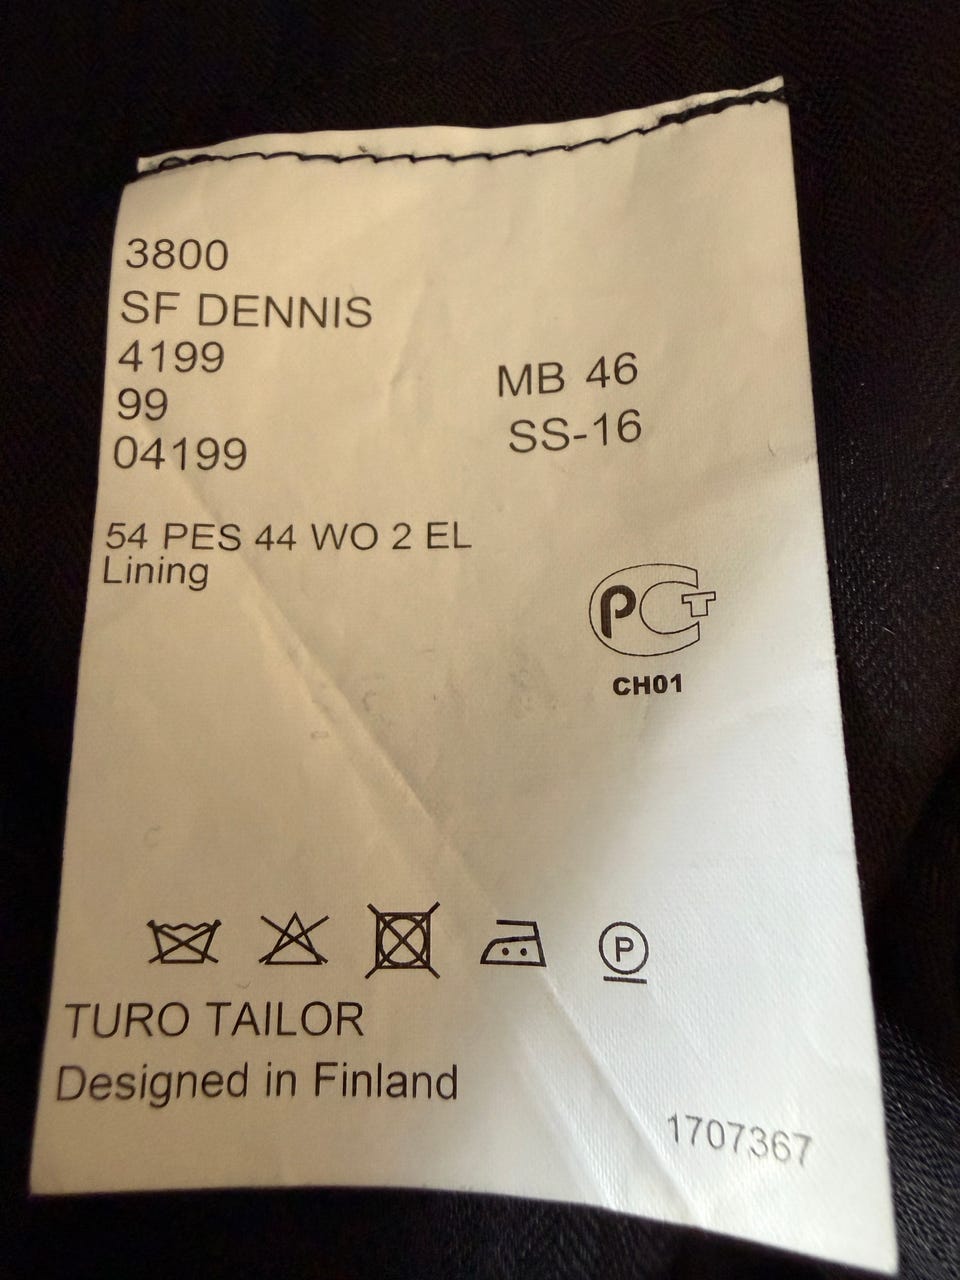 3800
SF DENNIS
4199
99
04199
MB 46
SS-16
54 PES 44 WO 2 EL
Lining
PCT
CH01
P
TURO TAILOR
Designed in Finland
1707367